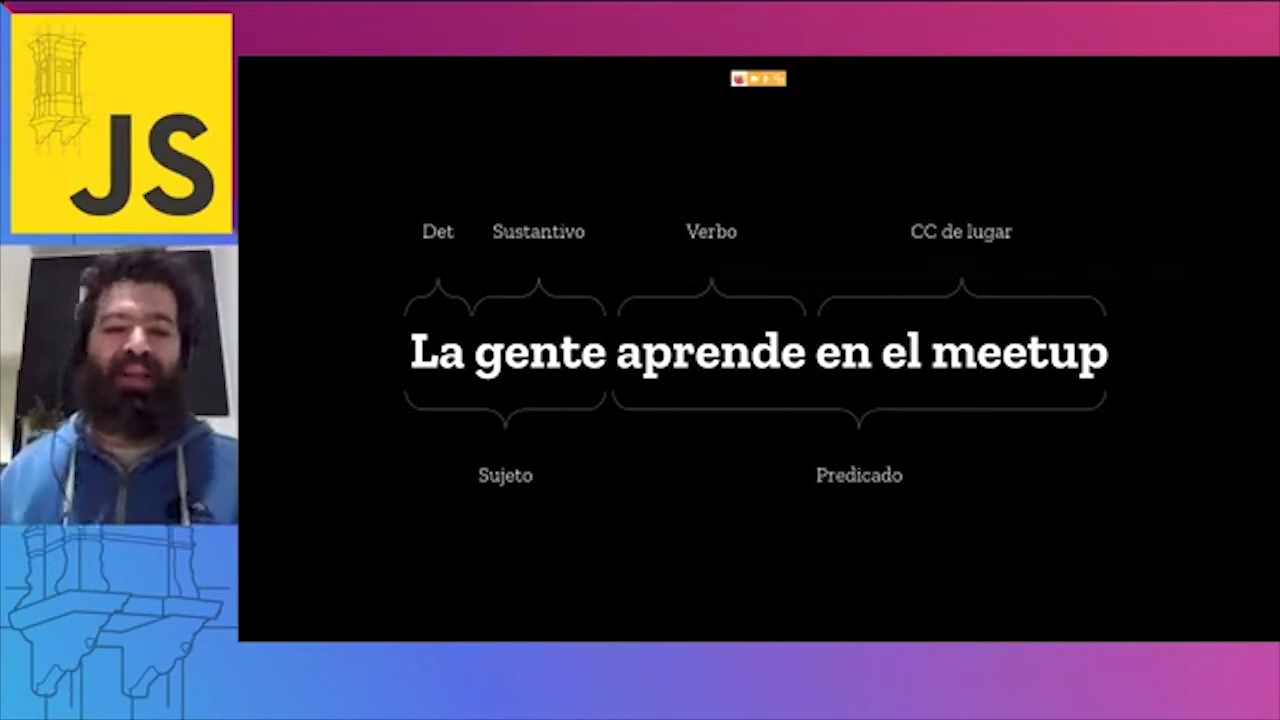 JS
Det Sustantivo Verbo CC de lugar
La gente aprende en el meetup
Sujeto Predicado